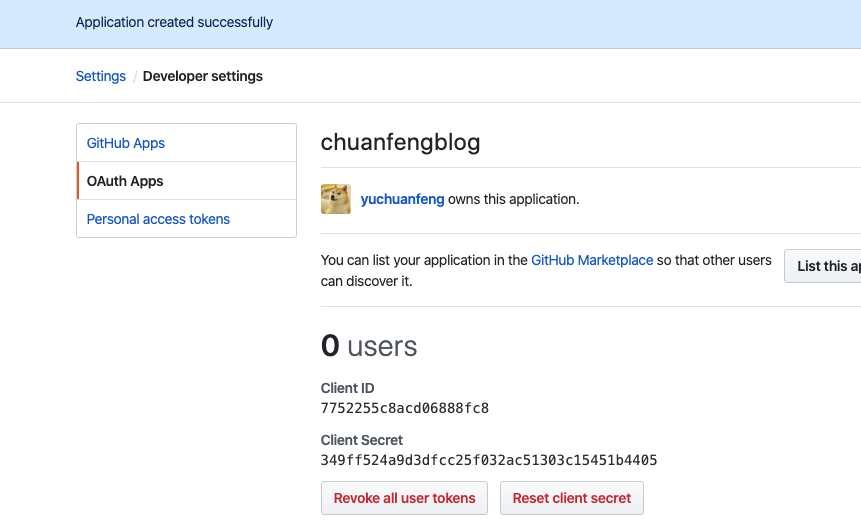 Application created successfully
Settings / Developer settings
GitHub Apps
OAuth Apps
Personal access tokens
chuanfengblog
yuchuanfeng owns this application.
You can list your application in the GitHub Marketplace so that other users
can discover it.
List this ap
0 users
Client ID
7752255c8acd06888fc8
Client Secret
349ff524a9d3dfcc25f032ac51303c15451b4405
Revoke all user tokens
Reset client secret